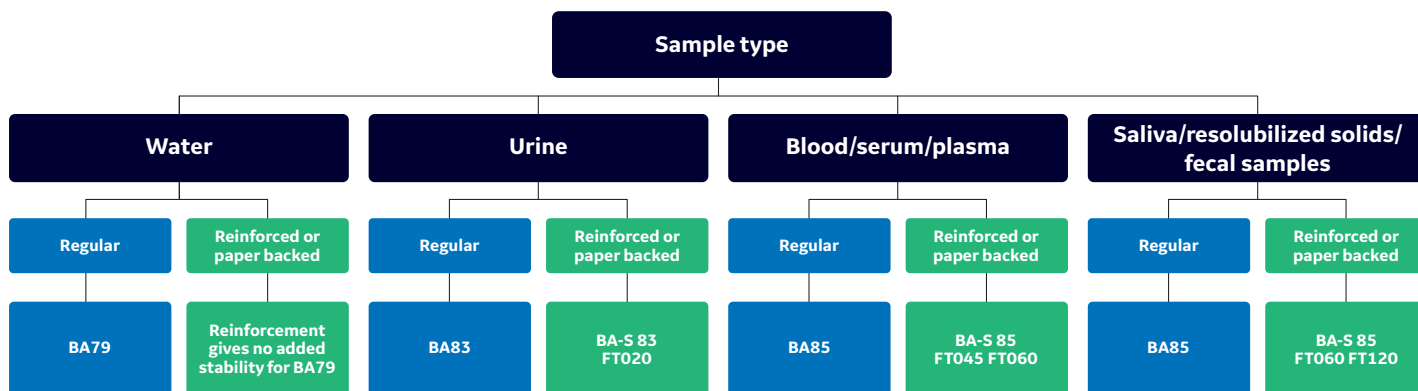 Sample type
Water
Urine
Blood/serum/plasma
Saliva/resolubilized solids/
fecal samples
Regular
Reinforced or
paper backed
Regular
Reinforced or
paper backed
Regular
Reinforced or
paper backed
Regular
Reinforced or
paper backed
BA79
Reinforcement
gives no added
stability for BA79
BA83
BA-S 83
FT020
BA85
BA-S 85
FT045 FT060
BA85
BA-S 85
FT060 FT120